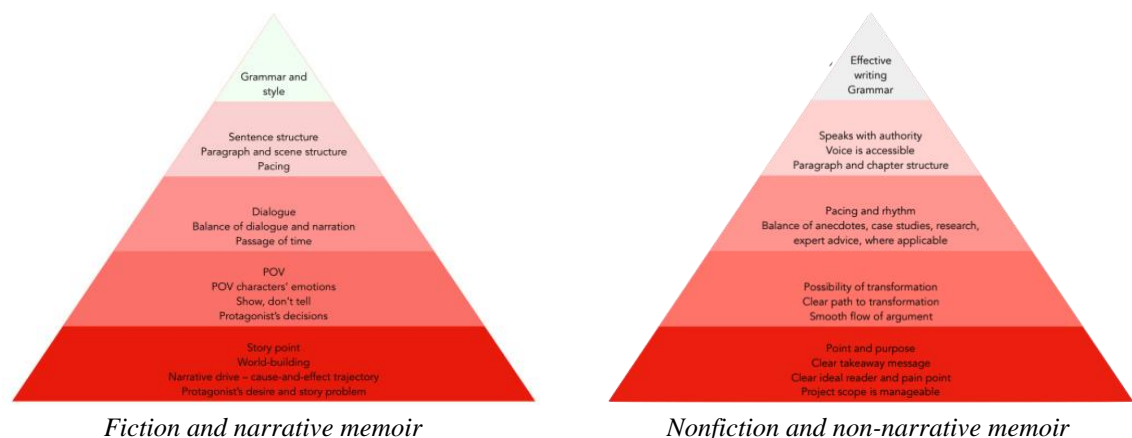 Grammar and
style
Sentence structure
Paragraph and scene structure
Pacing
Dialogue
Balance of dialogue and narration
Passage of time
POV
POV characters' emotions
Show, don't tell
Protagonist's decisions
Story point
World-building
Narrative drive – cause-and-effect trajectory
Protagonist's desire and story problem
Fiction and narrative memoir
Effective
writing
Grammar
Speaks with authority
Voice is accessible
Paragraph and chapter structure
Pacing and rhythm
Balance of anecdotes, case studies, research,
expert advice, where applicable
Possibility of transformation
Clear path to transformation
Smooth flow of argument
Point and purpose
Clear takeaway message
Clear ideal reader and pain point
Project scope is manageable
Nonfiction and non-narrative memoir